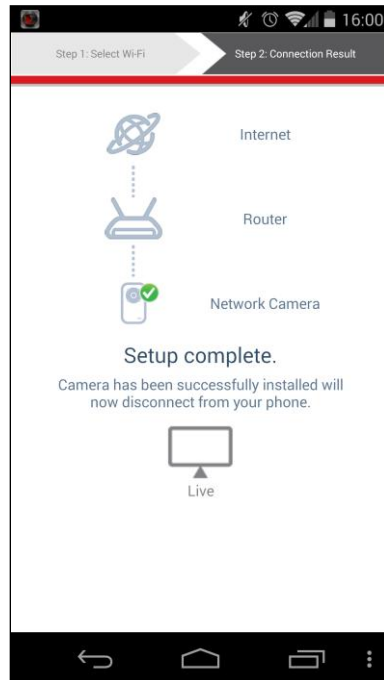 16:00
Step 1: Select Wi-Fi
Step 2: Connection Result
Internet
Router
Network Camera
Setup complete.
Camera has been successfully installed will
now disconnect from your phone.
Live